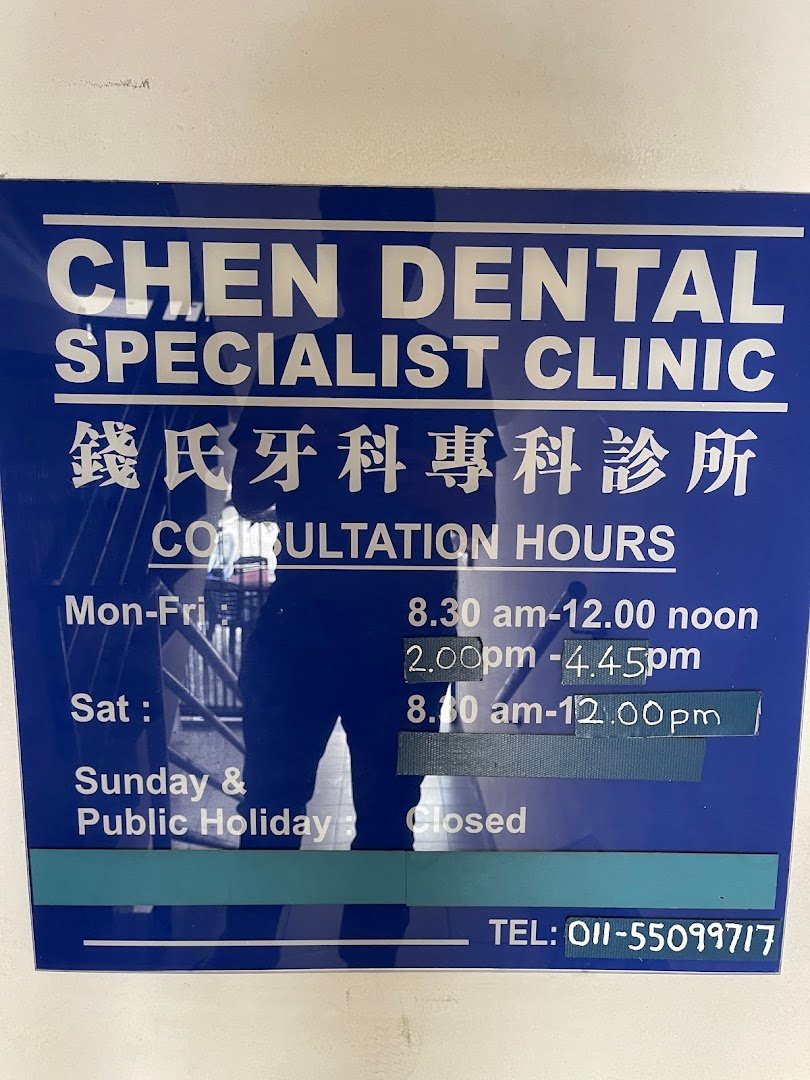 CHEN DENTAL
SPECIALIST CLINIC
錢氏牙科專科診所
CONSULTATION HOURS
Mon-Fri : 8.30 am-12.00 noon
2.00pm - 4.45pm
Sat : 8.30 am-12.00pm
Sunday &
Public Holiday : Closed
TEL: 011-55099717